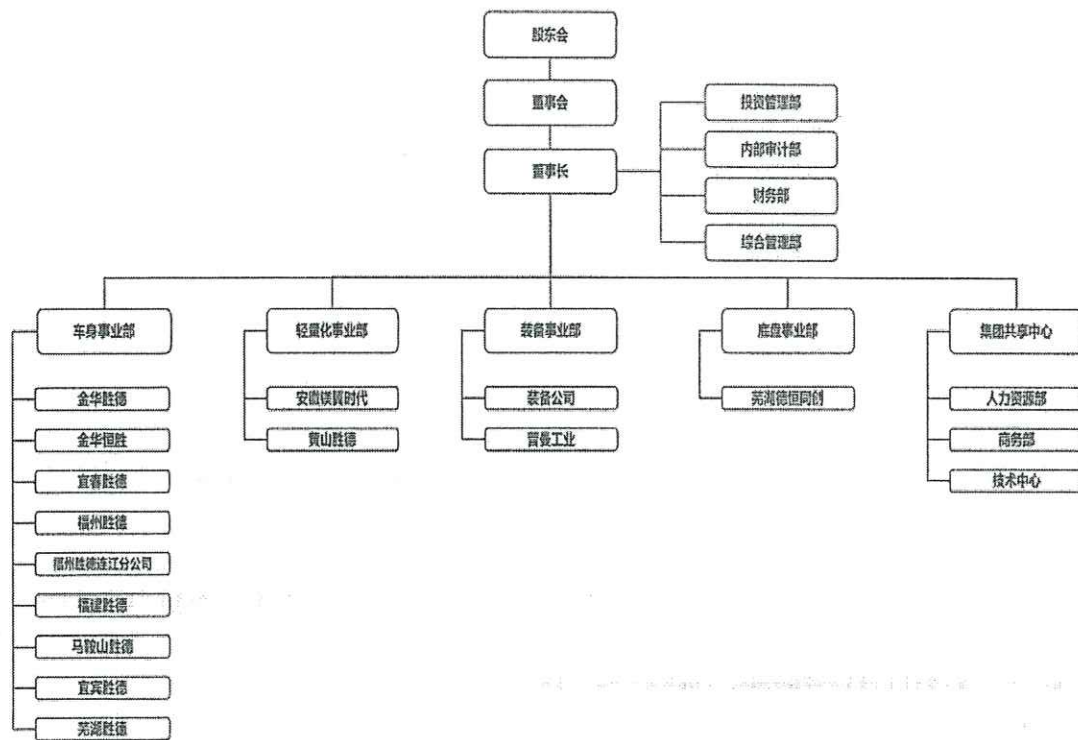 股东会
董事会
董事长
投资管理部
内部审计部
财务部
综合管理部
车身事业部
金华胜德
金华恒胜
宜春胜德
福州胜德
福州胜德连江分公司
福建胜德
马鞍山胜德
宜宾胜德
芜湖胜德
轻量化事业部
安徽镁翼时代
黄山胜德
装备事业部
装备公司
普曼工业
底盘事业部
芜湖德恒同创
集团共享中心
人力资源部
商务部
技术中心